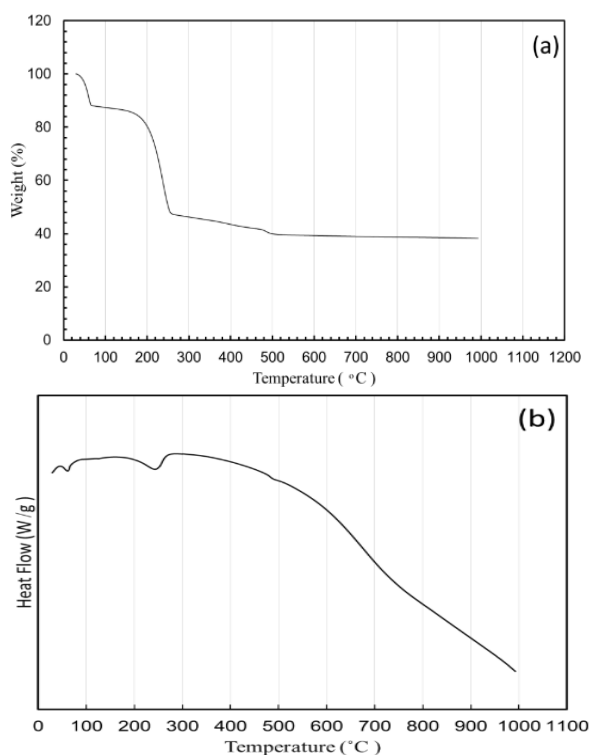 (a)
120
100
80
60
40
20
0
Weight (%)
0 100 200 300 400 500 600 700 800 900 1000 1100 1200
Temperature ( °C)
(b)
Heat Flow (W/g)
0 100 200 300 400 500 600 700 800 900 1000 1100
Temperature (°C)